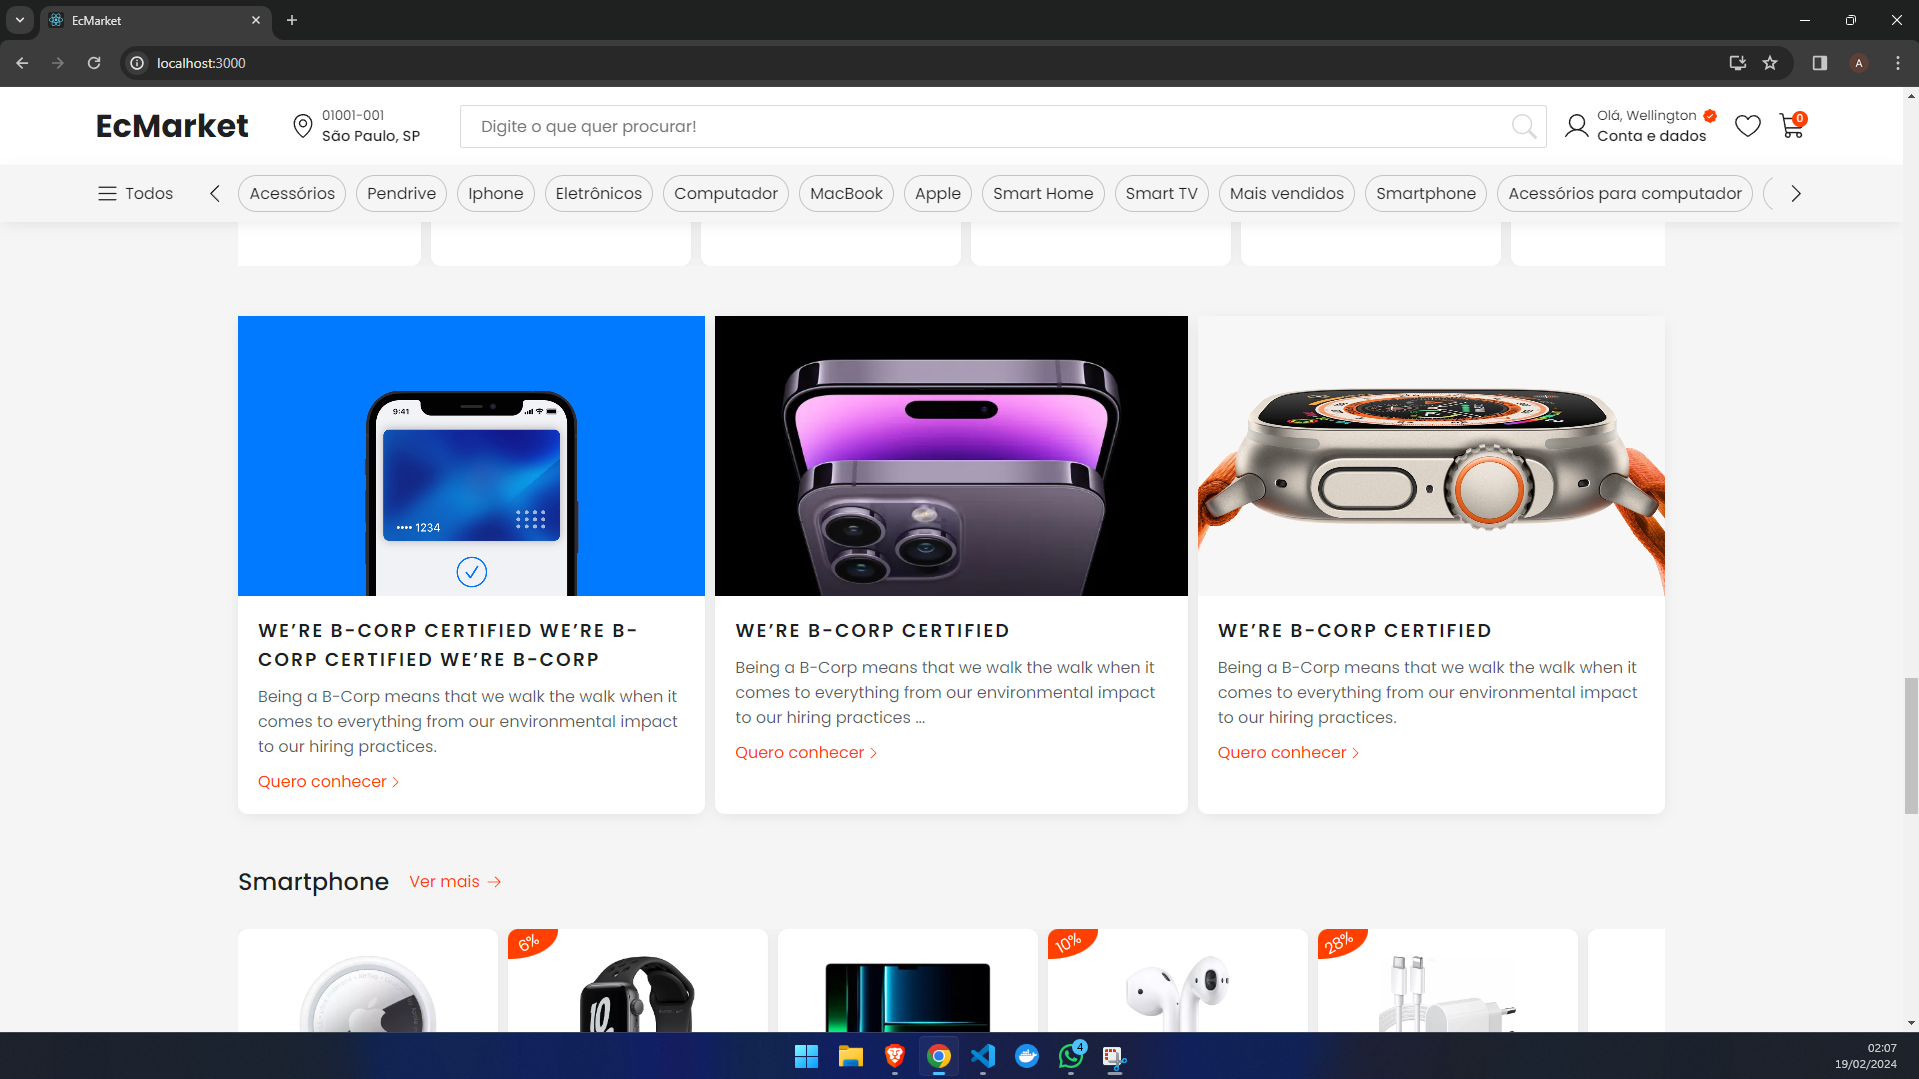 EcMarket
localhost:3000
EcMarket
01001-001
São Paulo, SP
Digite o que quer procurar!
Olá, Wellington
Conta e dados
0
Todos
Acessórios
Pendrive
Iphone
Eletrônicos
Computador
MacBook
Apple
Smart Home
Smart TV
Mais vendidos
Smartphone
Acessórios para computador
9:41
•••• 1234
WE’RE B-CORP CERTIFIED WE’RE B-
CORP CERTIFIED WE’RE B-CORP
Being a B-Corp means that we walk the walk when it
comes to everything from our environmental impact
to our hiring practices.
Quero conhecer
WE’RE B-CORP CERTIFIED
Being a B-Corp means that we walk the walk when it
comes to everything from our environmental impact
to our hiring practices ...
Quero conhecer
WE’RE B-CORP CERTIFIED
Being a B-Corp means that we walk the walk when it
comes to everything from our environmental impact
to our hiring practices.
Quero conhecer
Smartphone
Ver mais
6%
10%
28%
10
A
4
02:07
19/02/2024